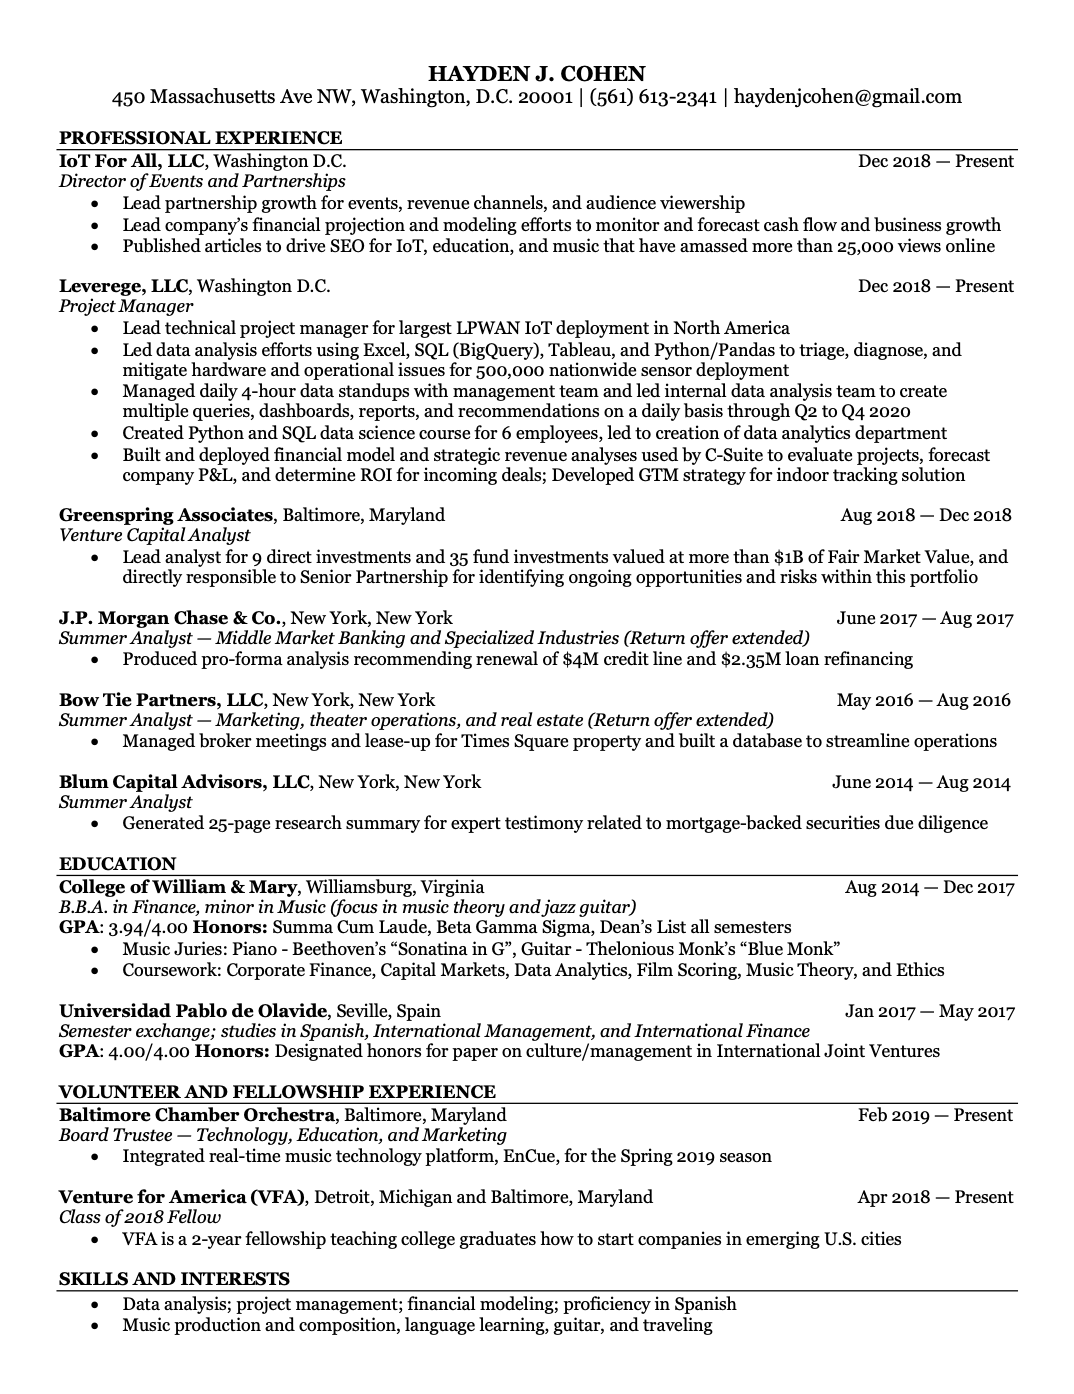 HAYDEN J. COHEN
450 Massachusetts Ave NW, Washington, D.C. 20001 | (561) 613-2341 | haydenjcohen@gmail.com
PROFESSIONAL EXPERIENCE
IoT For All, LLC, Washington D.C. Dec 2018 — Present
Director of Events and Partnerships
• Lead partnership growth for events, revenue channels, and audience viewership
• Lead company's financial projection and modeling efforts to monitor and forecast cash flow and business growth
• Published articles to drive SEO for IoT, education, and music that have amassed more than 25,000 views online
Leverege, LLC, Washington D.C. Dec 2018 — Present
Project Manager
• Lead technical project manager for largest LPWAN IoT deployment in North America
• Led data analysis efforts using Excel, SQL (BigQuery), Tableau, and Python/Pandas to triage, diagnose, and
mitigate hardware and operational issues for 500,000 nationwide sensor deployment
• Managed daily 4-hour data standups with management team and led internal data analysis team to create
multiple queries, dashboards, reports, and recommendations on a daily basis through Q2 to Q4 2020
• Created Python and SQL data science course for 6 employees, led to creation of data analytics department
• Built and deployed financial model and strategic revenue analyses used by C-Suite to evaluate projects, forecast
company P&L, and determine ROI for incoming deals; Developed GTM strategy for indoor tracking solution
Greenspring Associates, Baltimore, Maryland Aug 2018 — Dec 2018
Venture Capital Analyst
• Lead analyst for 9 direct investments and 35 fund investments valued at more than $1B of Fair Market Value, and
directly responsible to Senior Partnership for identifying ongoing opportunities and risks within this portfolio
J.P. Morgan Chase & Co., New York, New York June 2017 — Aug 2017
Summer Analyst — Middle Market Banking and Specialized Industries (Return offer extended)
• Produced pro-forma analysis recommending renewal of $4M credit line and $2.35M loan refinancing
Bow Tie Partners, LLC, New York, New York May 2016 — Aug 2016
Summer Analyst — Marketing, theater operations, and real estate (Return offer extended)
• Managed broker meetings and lease-up for Times Square property and built a database to streamline operations
Blum Capital Advisors, LLC, New York, New York June 2014 — Aug 2014
Summer Analyst
• Generated 25-page research summary for expert testimony related to mortgage-backed securities due diligence
EDUCATION
College of William & Mary, Williamsburg, Virginia Aug 2014 — Dec 2017
B.B.A. in Finance, minor in Music (focus in music theory and jazz guitar)
GPA: 3.94/4.00 Honors: Summa Cum Laude, Beta Gamma Sigma, Dean's List all semesters
• Music Juries: Piano - Beethoven's “Sonatina in G”, Guitar - Thelonious Monk's “Blue Monk”
• Coursework: Corporate Finance, Capital Markets, Data Analytics, Film Scoring, Music Theory, and Ethics
Universidad Pablo de Olavide, Seville, Spain Jan 2017 — May 2017
Semester exchange; studies in Spanish, International Management, and International Finance
GPA: 4.00/4.00 Honors: Designated honors for paper on culture/management in International Joint Ventures
VOLUNTEER AND FELLOWSHIP EXPERIENCE
Baltimore Chamber Orchestra, Baltimore, Maryland Feb 2019 — Present
Board Trustee — Technology, Education, and Marketing
• Integrated real-time music technology platform, EnCue, for the Spring 2019 season
Venture for America (VFA), Detroit, Michigan and Baltimore, Maryland Apr 2018 — Present
Class of 2018 Fellow
• VFA is a 2-year fellowship teaching college graduates how to start companies in emerging U.S. cities
SKILLS AND INTERESTS
• Data analysis; project management; financial modeling; proficiency in Spanish
• Music production and composition, language learning, guitar, and traveling